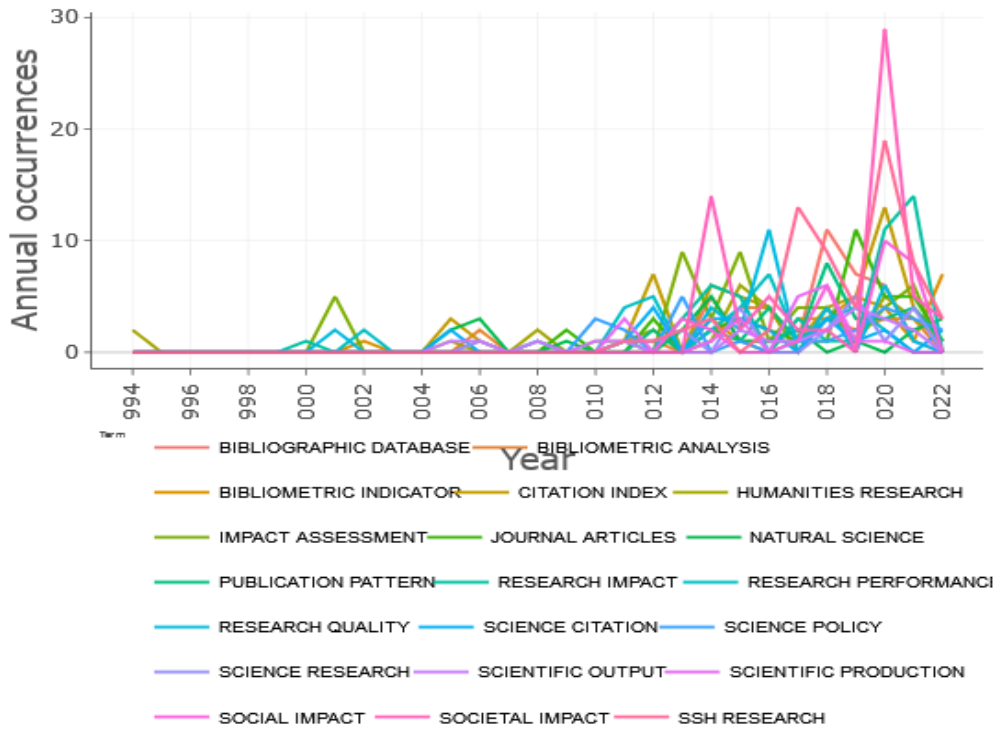 Annual occurrences
30
20
10
0
994 996 998 000 002 004 006 008 010 012 014 016 018 020 022
Term
Year
BIBLIOGRAPHIC DATABASE BIBLIOMETRIC ANALYSIS
BIBLIOMETRIC INDICATOR CITATION INDEX HUMANITIES RESEARCH
IMPACT ASSESSMENT JOURNAL ARTICLES NATURAL SCIENCE
PUBLICATION PATTERN RESEARCH IMPACT RESEARCH PERFORMANC
RESEARCH QUALITY SCIENCE CITATION SCIENCE POLICY
SCIENCE RESEARCH SCIENTIFIC OUTPUT SCIENTIFIC PRODUCTION
SOCIAL IMPACT SOCIETAL IMPACT SSH RESEARCH